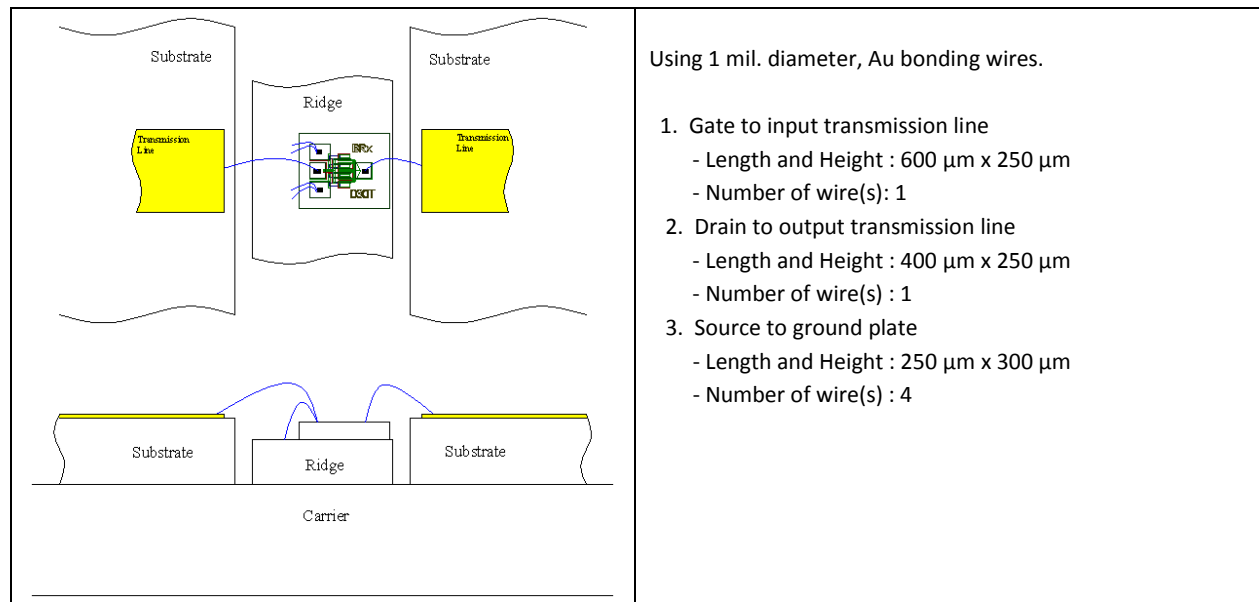 Substrate
Substrate
Ridge
Transmission
Line
Transmission
Line
BRx
D30T
Substrate
Ridge
Substrate
Carrier
Using 1 mil. diameter, Au bonding wires.
1. Gate to input transmission line
- Length and Height : 600 µm x 250 µm
- Number of wire(s): 1
2. Drain to output transmission line
- Length and Height : 400 µm x 250 µm
- Number of wire(s) : 1
3. Source to ground plate
- Length and Height : 250 µm x 300 µm
- Number of wire(s) : 4